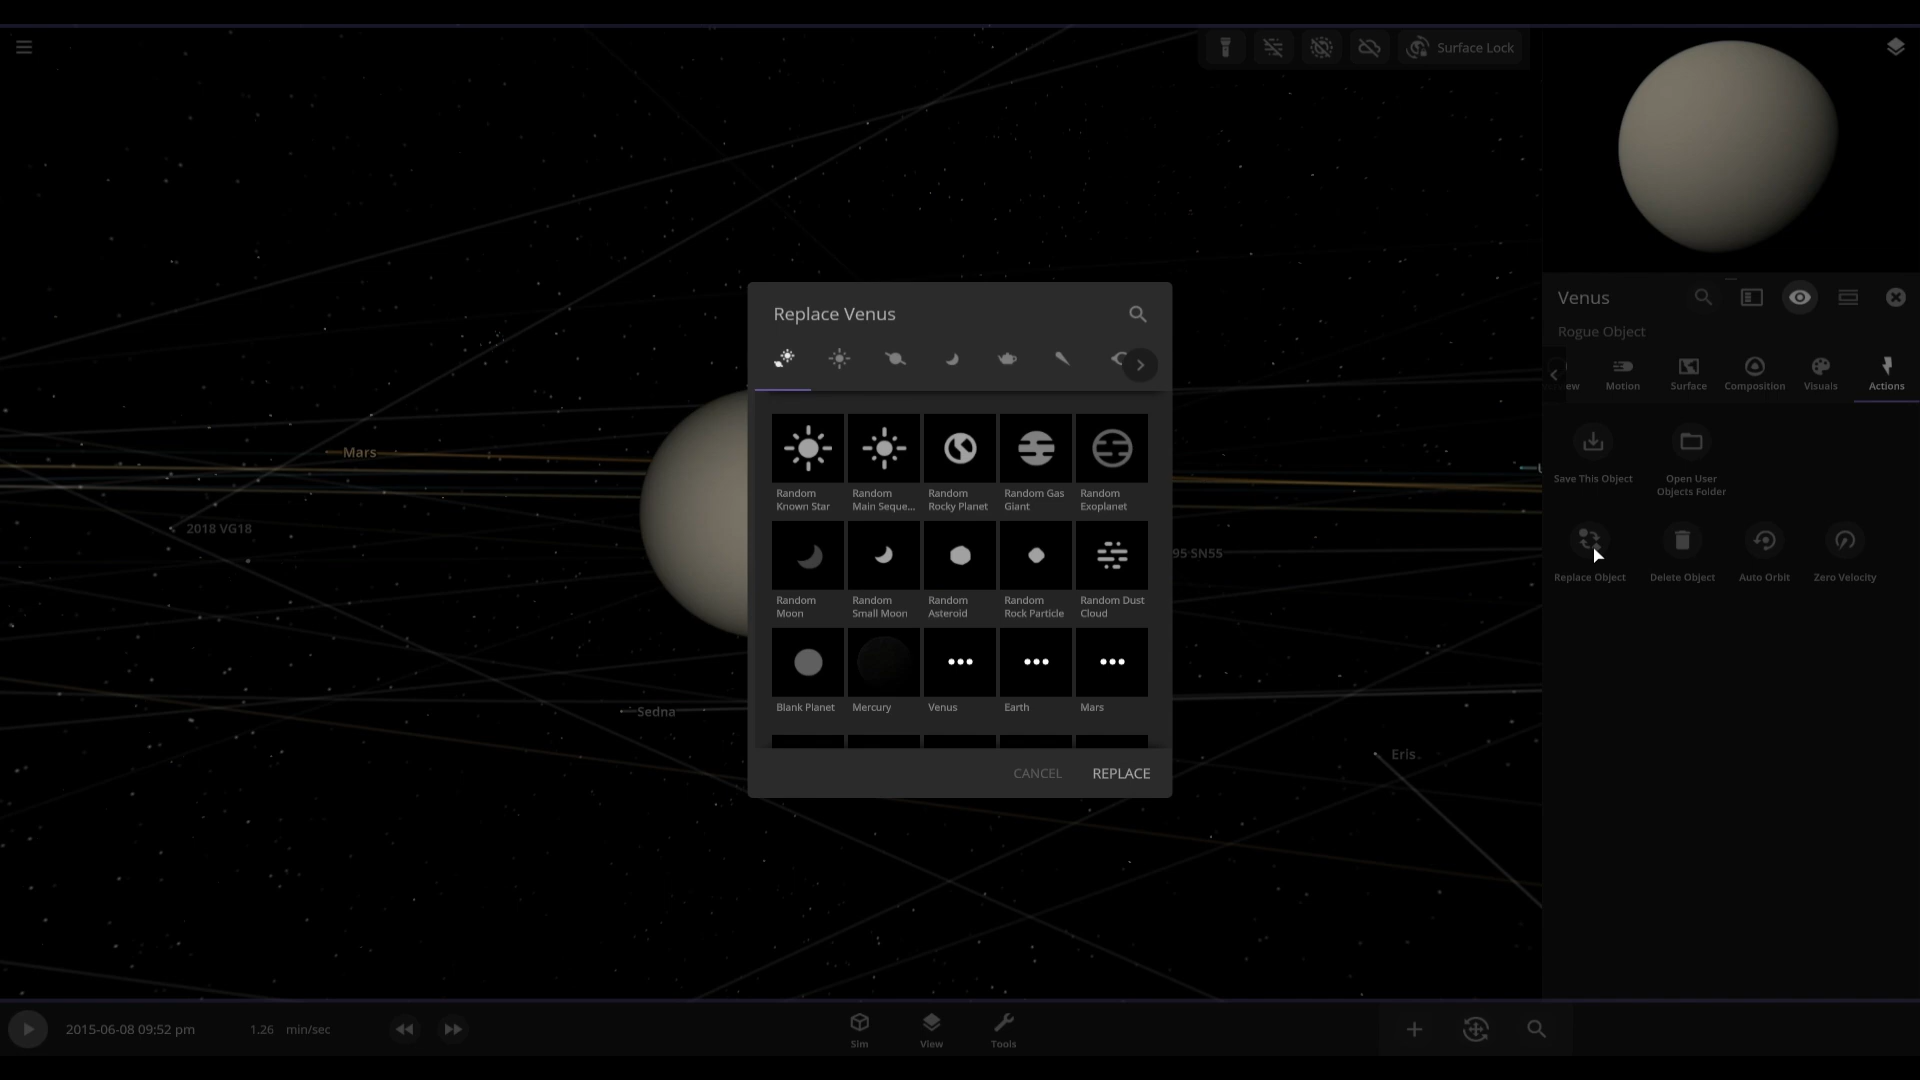 Surface Lock
Venus
Rogue Object
ew
Motion
Surface
Composition
Visuals
Actions
Save This Object
Open User
Objects Folder
Replace Object
Delete Object
Auto Orbit
Zero Velocity
Mars
2018 VG18
95 SN55
Sedna
Eris
Replace Venus
Random
Known Star
Random
Main Seque...
Random
Rocky Planet
Random Gas
Giant
Random
Exoplanet
Random
Moon
Random
Small Moon
Random
Asteroid
Random
Rock Particle
Random Dust
Cloud
Blank Planet
Mercury
Venus
Earth
Mars
CANCEL
REPLACE
2015-06-08 09:52 pm
1.26
min/sec
Sim
View
Tools